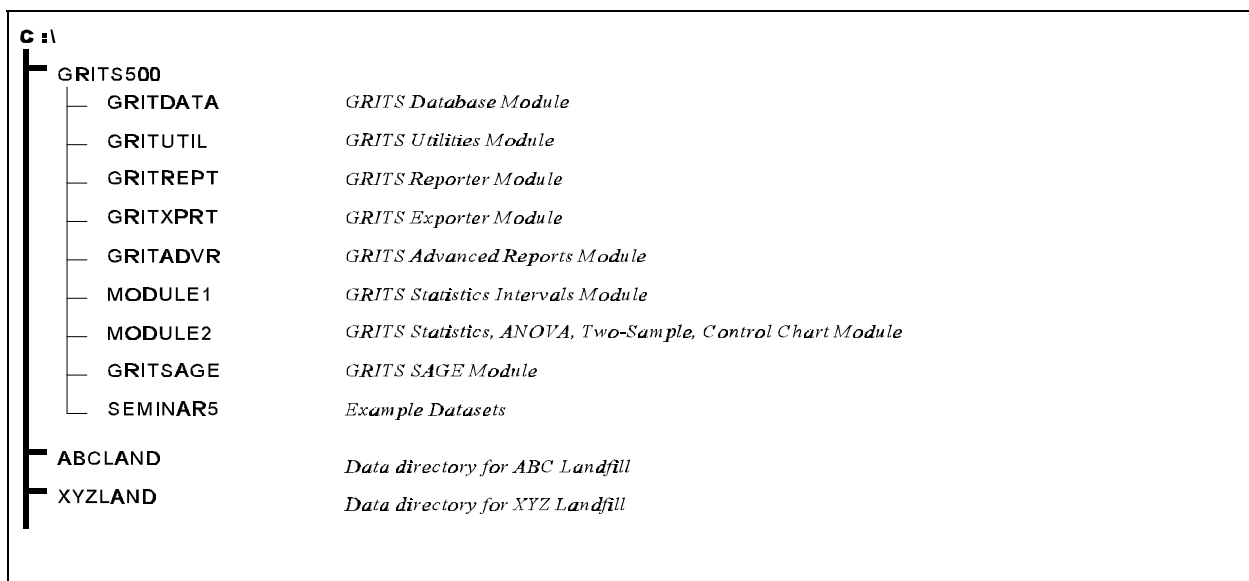 C:\
GRITS500
GRITDATA GRITS Database Module
GRITUTIL GRITS Utilities Module
GRITREPT GRITS Reporter Module
GRITXPRT GRITS Exporter Module
GRITADVR GRITS Advanced Reports Module
MODULE1 GRITS Statistics Intervals Module
MODULE2 GRITS Statistics, ANOVA, Two-Sample, Control Chart Module
GRITSAGE GRITS SAGE Module
SEMINAR5 Example Datasets
ABCLAND Data directory for ABC Landfill
XYZLAND Data directory for XYZ Landfill